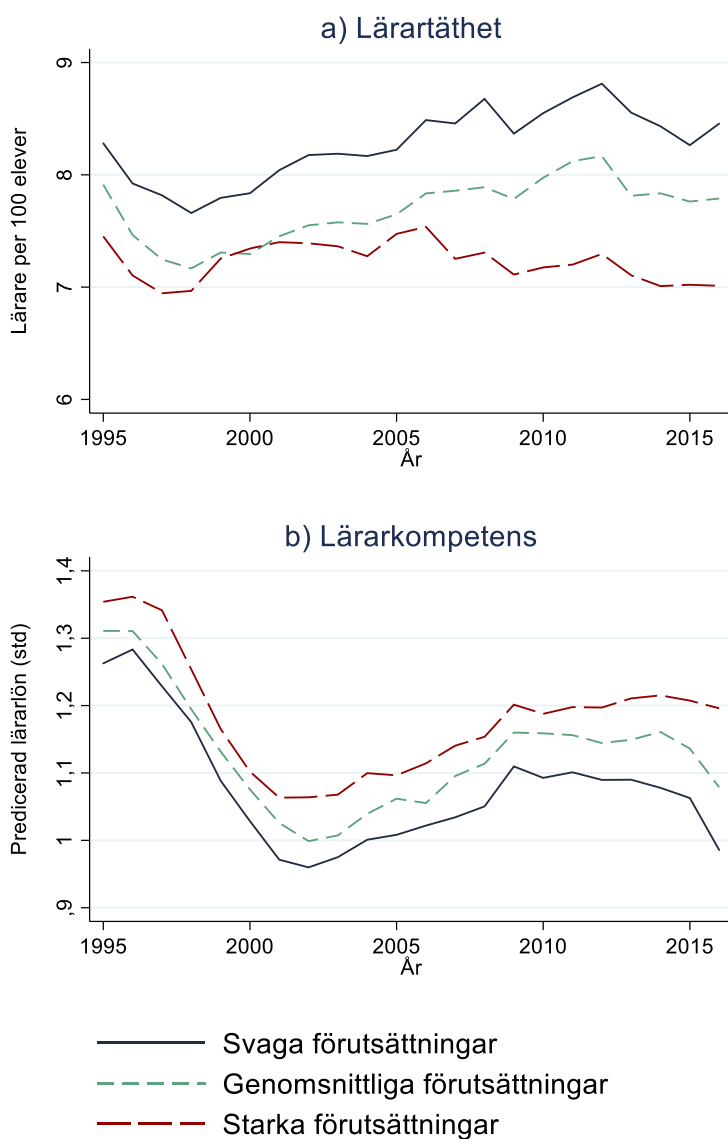 a) Lärartäthet
Lärare per 100 elever
9
8
7
6
1995 2000 2005 2010 2015
År
b) Lärarkompetens
Predicerad lärarlön (std)
1,4
1,3
1,2
1,1
1
,9
1995 2000 2005 2010 2015
År
Svaga förutsättningar
Genomsnittliga förutsättningar
Starka förutsättningar